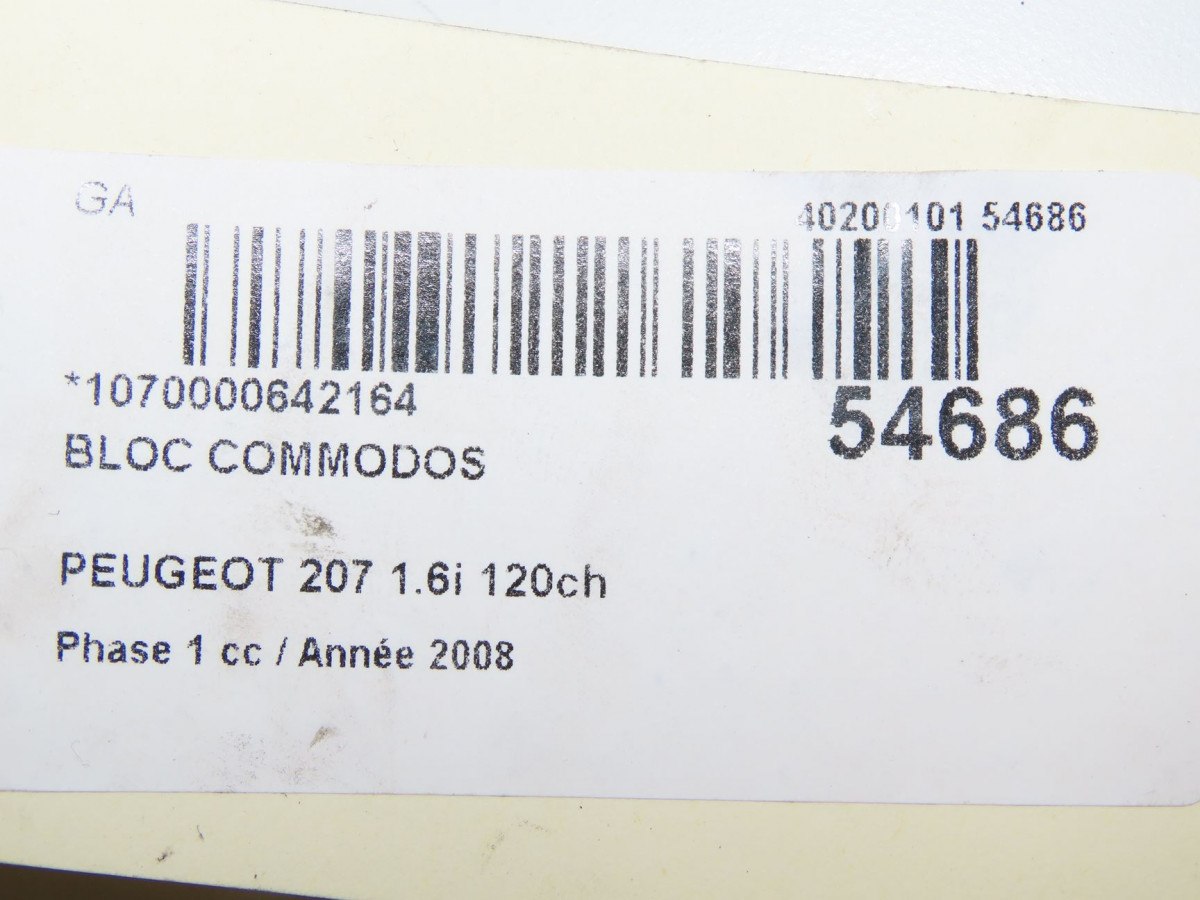 GA
40200101 54686
*1070000642164
54686
BLOC COMMODOS
PEUGEOT 207 1.6i 120ch
Phase 1 cc / Année 2008